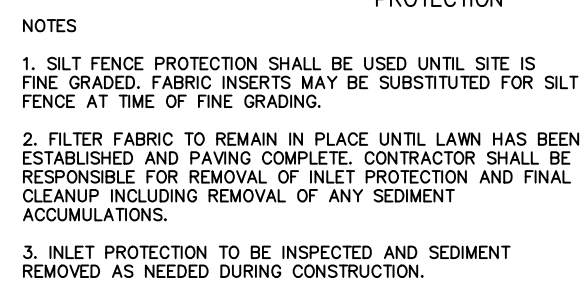 PROTECTION
NOTES
1. SILT FENCE PROTECTION SHALL BE USED UNTIL SITE IS
FINE GRADED. FABRIC INSERTS MAY BE SUBSTITUTED FOR SILT
FENCE AT TIME OF FINE GRADING.
2. FILTER FABRIC TO REMAIN IN PLACE UNTIL LAWN HAS BEEN
ESTABLISHED AND PAVING COMPLETE. CONTRACTOR SHALL BE
RESPONSIBLE FOR REMOVAL OF INLET PROTECTION AND FINAL
CLEANUP INCLUDING REMOVAL OF ANY SEDIMENT
ACCUMULATIONS.
3. INLET PROTECTION TO BE INSPECTED AND SEDIMENT
REMOVED AS NEEDED DURING CONSTRUCTION.